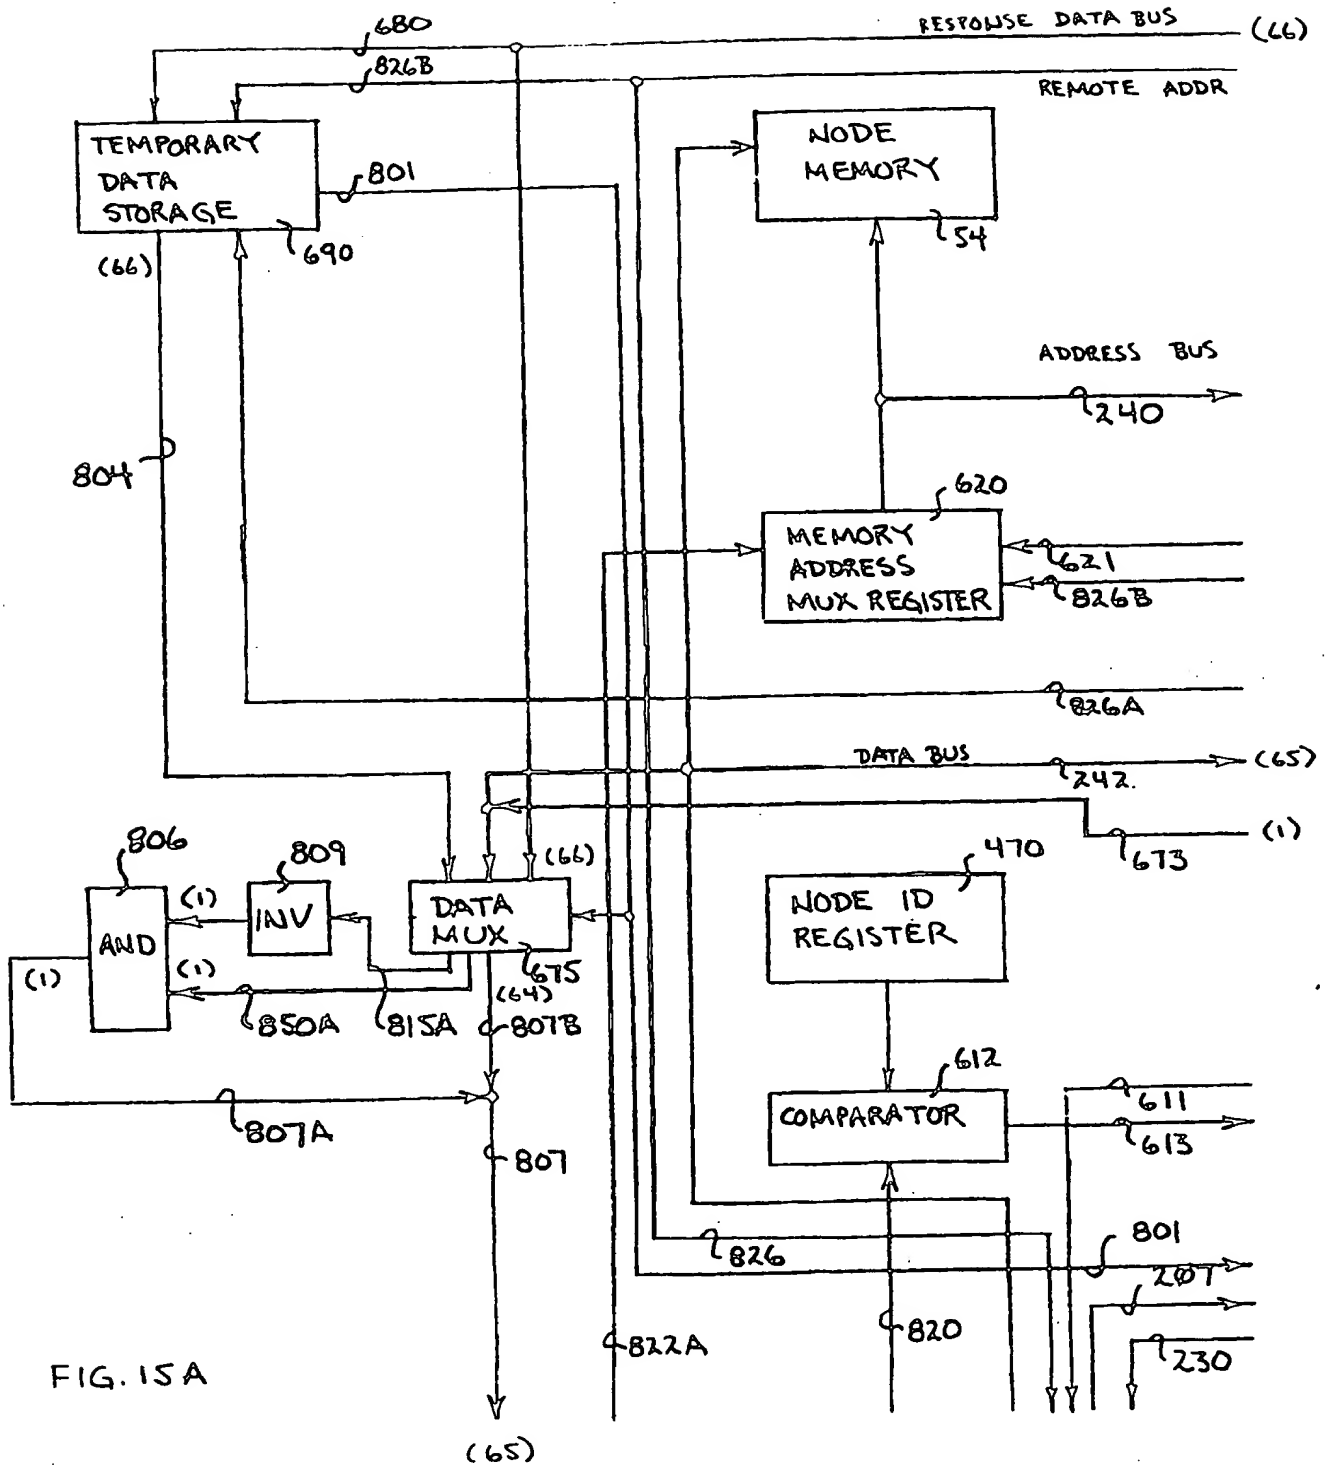 680
RESPONSE DATA BUS
(66)
826B
REMOTE ADDR
TEMPORARY
DATA
STORAGE
801
NODE
MEMORY
690
54
(66)
ADDRESS BUS
240
804
620
MEMORY
ADDRESS
MUX REGISTER
621
826B
826A
DATA BUS
242.
(65)
(1)
673
806
809
(66)
470
(1)
INV
DATA
MUX
NODE ID
REGISTER
AND
(1)
(1)
675
(64)
850A
815A
807B
612
COMPARATOR
611
613
807A
807
826
801
207
820
822A
230
FIG. 15A
(65)